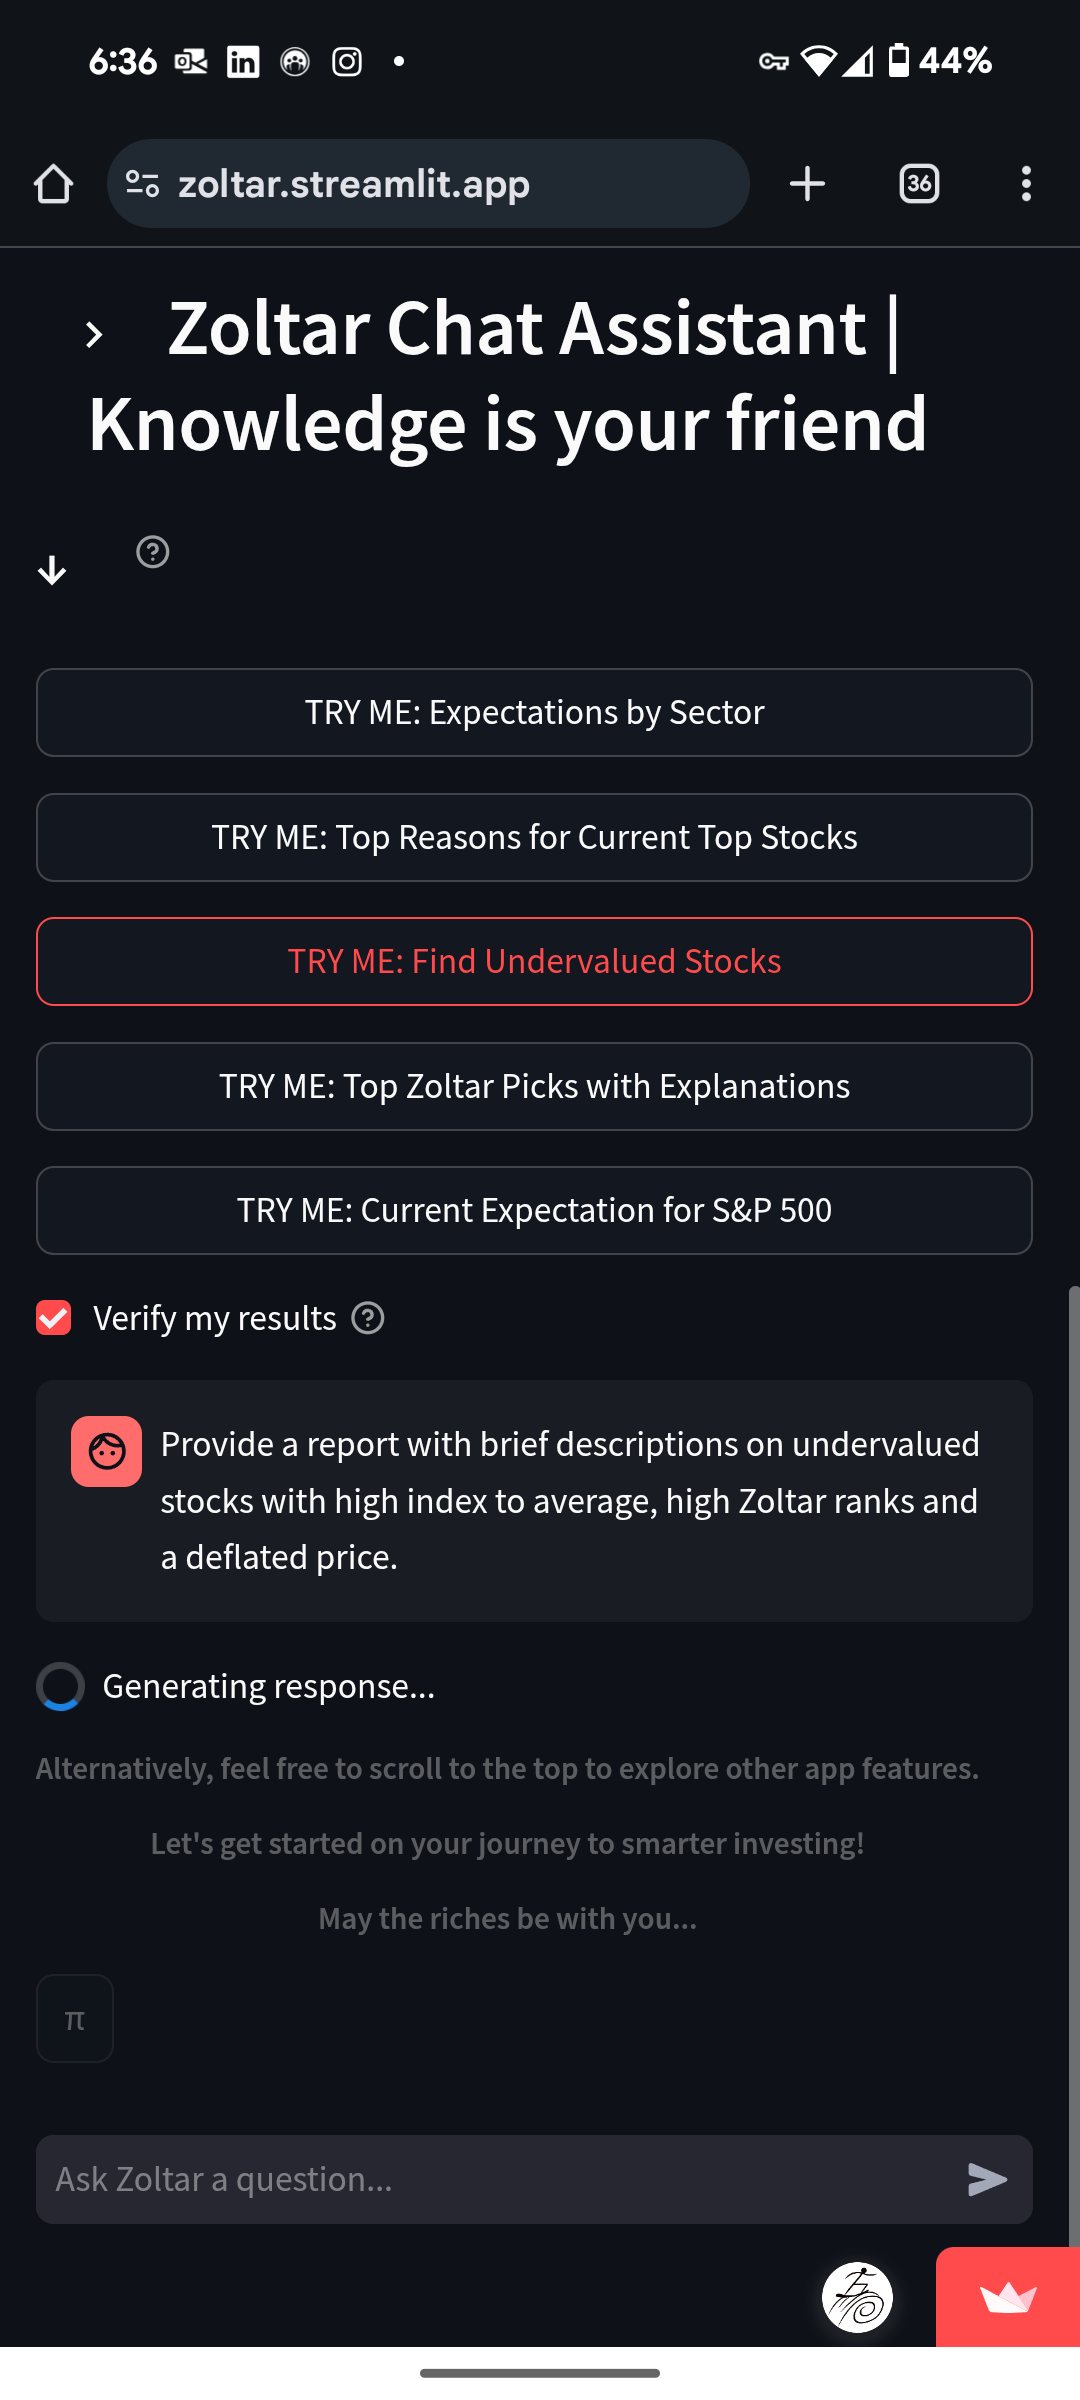 6:36
44%
zoltar.streamlit.app
36
Zoltar Chat Assistant |
Knowledge is your friend
TRY ME: Expectations by Sector
TRY ME: Top Reasons for Current Top Stocks
TRY ME: Find Undervalued Stocks
TRY ME: Top Zoltar Picks with Explanations
TRY ME: Current Expectation for S&P 500
Verify my results
Provide a report with brief descriptions on undervalued
stocks with high index to average, high Zoltar ranks and
a deflated price.
Generating response...
Alternatively, feel free to scroll to the top to explore other app features.
Let's get started on your journey to smarter investing!
May the riches be with you...
π
Ask Zoltar a question...